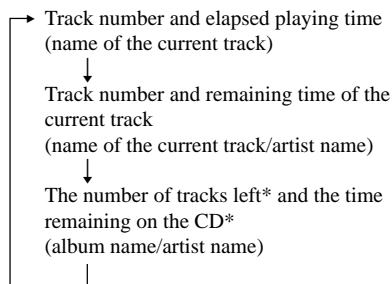 Track number and elapsed playing time
(name of the current track)
Track number and remaining time of the
current track
(name of the current track/artist name)
The number of tracks left* and the time
remaining on the CD*
(album name/artist name)